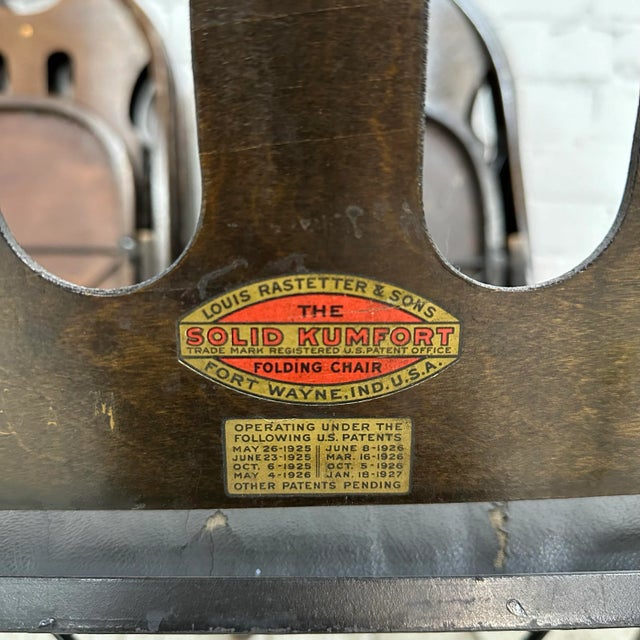 LOUIS RASTETTER & SONS
THE
SOLID KUMFORT
TRADE MARK REGISTERED U.S. PATENT OFFICE
FOLDING CHAIR
FORT WAYNE, IND. U.S.A.
OPERATING UNDER THE
FOLLOWING U.S. PATENTS
MAY 26-1925 JUNE 8-1926
JUNE 23-1925 MAR. 16-1926
OCT. 6-1925 OCT. 5-1926
MAY 4-1926 JAN. 18-1927
OTHER PATENTS PENDING